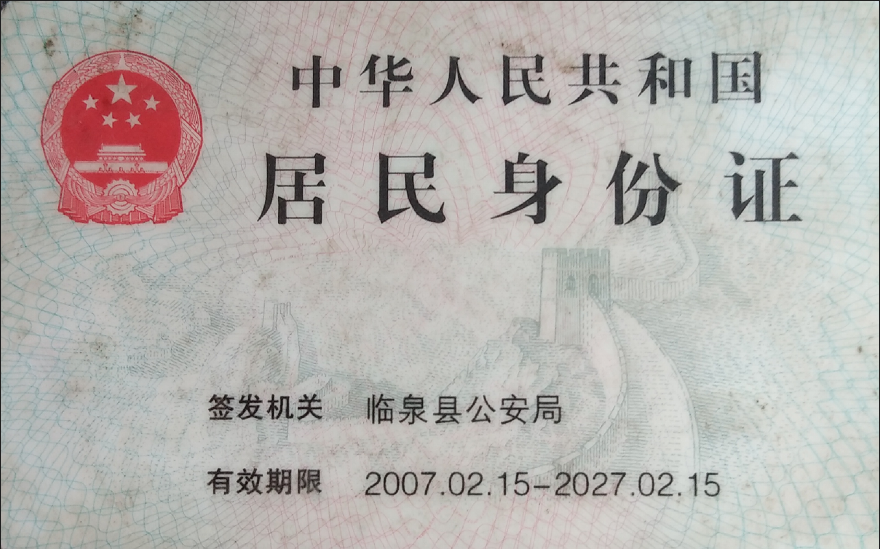 中华人民共和国
居民身份证
签发机关 临泉县公安局
有效期限 2007.02.15-2027.02.15